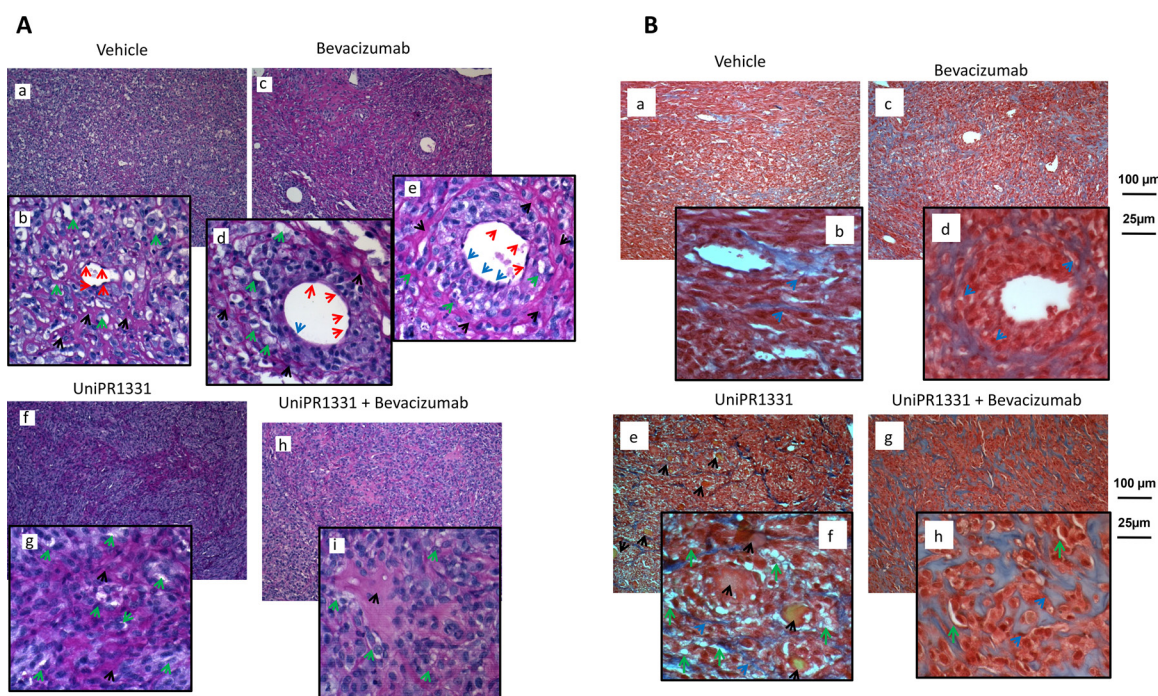 A
B
Vehicle
Bevacizumab
a
c
b
d
e
UniPR1331
UniPR1331 + Bevacizumab
f
h
g
i
Vehicle
Bevacizumab
a
c
b
d
100 µm
25µm
UniPR1331
UniPR1331 + Bevacizumab
e
g
f
h
100 µm
25µm